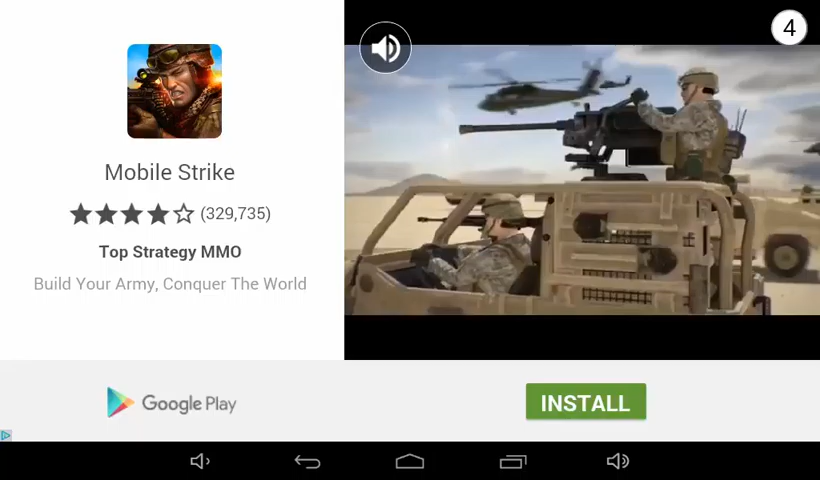 4
Mobile Strike
(329,735)
Top Strategy MMO
Build Your Army, Conquer The World
Google Play
INSTALL